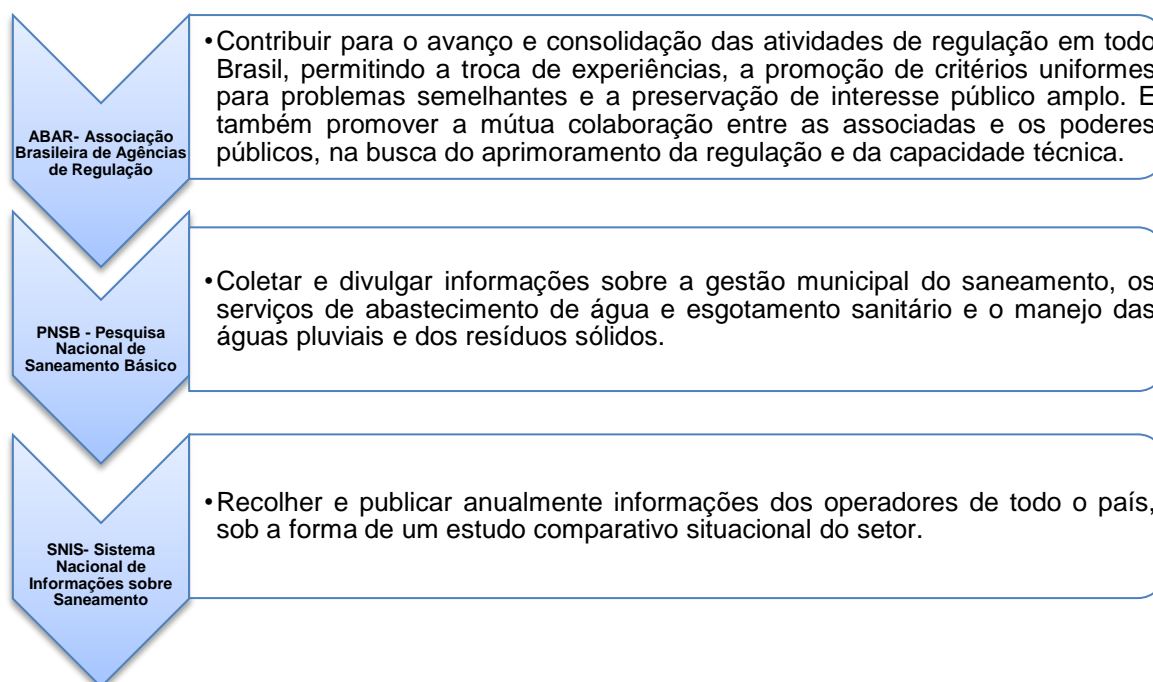 ABAR- Associação
Brasileira de Agências
de Regulação
•Contribuir para o avanço e consolidação das atividades de regulação em todo
Brasil, permitindo a troca de experiências, a promoção de critérios uniformes
para problemas semelhantes e a preservação de interesse público amplo. E
também promover a mútua colaboração entre as associadas e os poderes
públicos, na busca do aprimoramento da regulação e da capacidade técnica.
PNSB - Pesquisa
Nacional de
Saneamento Básico
•Coletar e divulgar informações sobre a gestão municipal do saneamento, os
serviços de abastecimento de água e esgotamento sanitário e o manejo das
águas pluviais e dos resíduos sólidos.
SNIS- Sistema
Nacional de
Informações sobre
Saneamento
•Recolher e publicar anualmente informações dos operadores de todo o país,
sob a forma de um estudo comparativo situacional do setor.